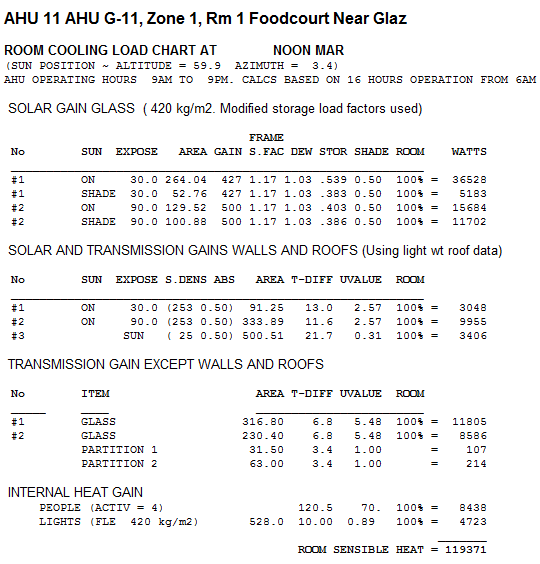 AHU 11 AHU G-11, Zone 1, Rm 1 Foodcourt Near Glaz
ROOM COOLING LOAD CHART AT NOON MAR
(SUN POSITION ~ ALTITUDE = 59.9 AZIMUTH = 3.4)
AHU OPERATING HOURS 9AM TO 9PM. CALCS BASED ON 16 HOURS OPERATION FROM 6AM
SOLAR GAIN GLASS ( 420 kg/m2. Modified storage load factors used)
FRAME
No SUN EXPOSE AREA GAIN S.FAC DEW STOR SHADE ROOM WATTS
#1 ON 30.0 264.04 427 1.17 1.03 .539 0.50 100% = 36528
#1 SHADE 30.0 52.76 427 1.17 1.03 .383 0.50 100% = 5183
#2 ON 90.0 129.52 500 1.17 1.03 .403 0.50 100% = 15684
#2 SHADE 90.0 100.88 500 1.17 1.03 .386 0.50 100% = 11702
SOLAR AND TRANSMISSION GAINS WALLS AND ROOFS (Using light wt roof data)
No SUN EXPOSE S.DENS ABS AREA T-DIFF UVALUE ROOM
#1 ON 30.0 (253 0.50) 91.25 13.0 2.57 100% = 3048
#2 ON 90.0 (253 0.50) 333.89 11.6 2.57 100% = 9955
#3 SUN ( 25 0.50) 500.51 21.7 0.31 100% = 3406
TRANSMISSION GAIN EXCEPT WALLS AND ROOFS
No ITEM AREA T-DIFF UVALUE ROOM
#1 GLASS 316.80 6.8 5.48 100% = 11805
#2 GLASS 230.40 6.8 5.48 100% = 8586
PARTITION 1 31.50 3.4 1.00 = 107
PARTITION 2 63.00 3.4 1.00 = 214
INTERNAL HEAT GAIN
PEOPLE (ACTIV = 4) 120.5 70. 100% = 8438
LIGHTS (FLE 420 kg/m2) 528.0 10.00 0.89 100% = 4723
ROOM SENSIBLE HEAT = 119371